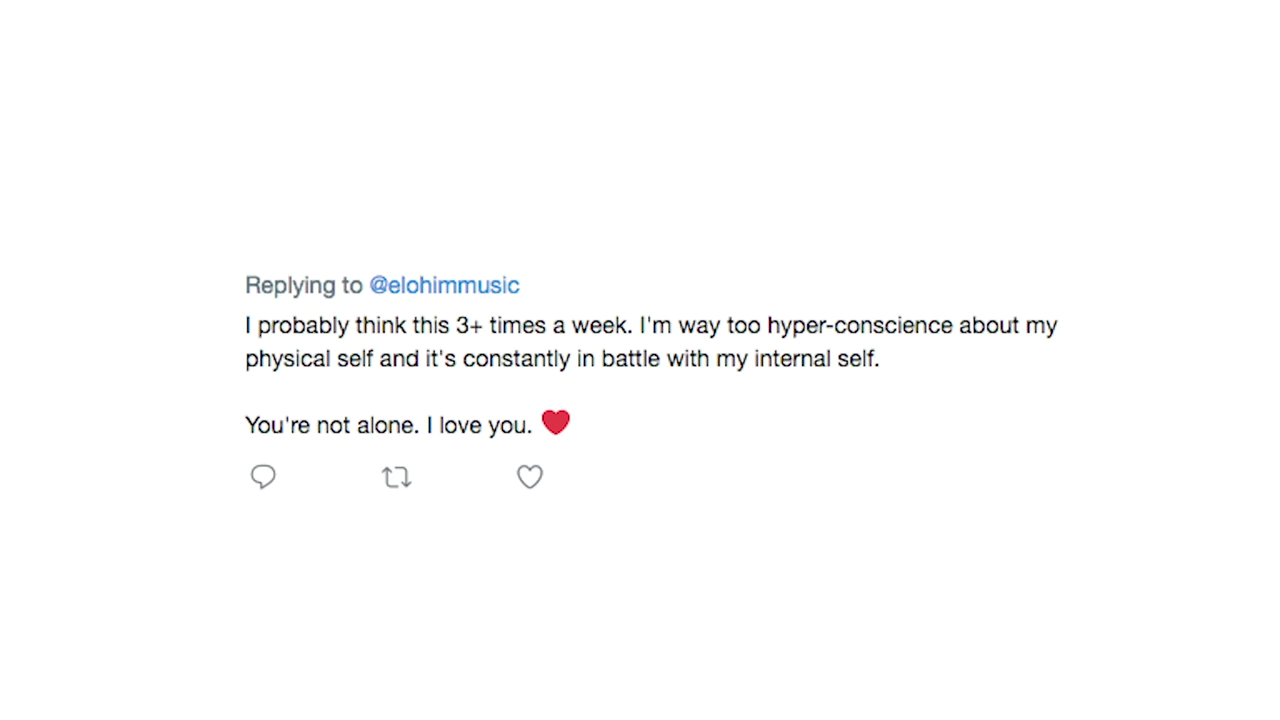 Replying to @elohimmusic
I probably think this 3+ times a week. I'm way too hyper-conscience about my
physical self and it's constantly in battle with my internal self.
You're not alone. I love you. ❤️